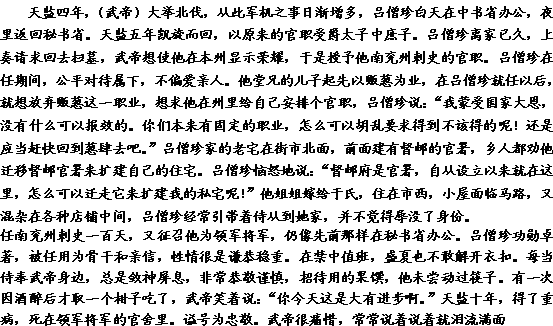 天监四年，(武帝）大举北伐，从此军机之事日渐增多，吕僧珍白天在中书省办公，夜
里返回秘书省。天监五年凯旋而回，以原来的官职受爵太子中庶子。吕僧珍离家已久，上
奏请求回去扫墓，武帝想使他在本州显示荣耀，于是授予他南兖州刺史的官职。吕僧珍在
任期间，公平对待属下，不偏爱亲人。他堂兄的儿子起先以贩葱为业，在吕僧珍就任以后，
就想放弃贩葱这一职业，想求他在州里给自己安排个官职，吕僧珍说：“我蒙受国家大恩，
没有什么可以报效的。你们本来有固定的职业，怎么可以胡乱要求得到不该得的呢！还是
应当赶快回到葱肆去吧。”吕僧珍家的老宅在街市北面，前面建有督邮的官署，乡人都劝他
迁移督邮官署来扩建自己的住宅。吕僧珍恼怒地说：“督邮府是官署，自从设立以来就在这
里，怎么可以迁走它来扩建我的私宅呢！”他姐姐嫁给于氏，住在市西，小屋面临马路，又
混杂在各种店铺中间，吕僧珍经常引带着侍从到她家，并不觉得辱没了身份。
任南兖州刺史一百天，又征召他为领军将军，仍像先前那样在秘书省办公。吕僧珍功勋卓
著，被任用为骨干和亲信，性情很是谦恭稳重。在禁中值班，盛夏也不敢解开衣扣。每当
侍奉武帝身边，总是敛神屏息，非常恭敬谨慎，招待用的果馔，他未尝动过筷子。有一次
因酒醉后才取一个柑子吃了，武帝笑着说：“你今天这是大有进步啊。”天监十年，得了重
病，死在领军将军的官舍里。谥号为忠敬。武帝很痛惜，常常说着说着就泪流满面